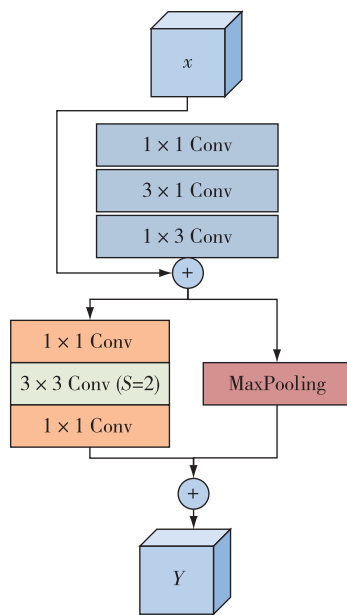 x
1 × 1 Conv
3 × 1 Conv
1 × 3 Conv
+
1 × 1 Conv
3 × 3 Conv (S=2)
1 × 1 Conv
MaxPooling
+
Y